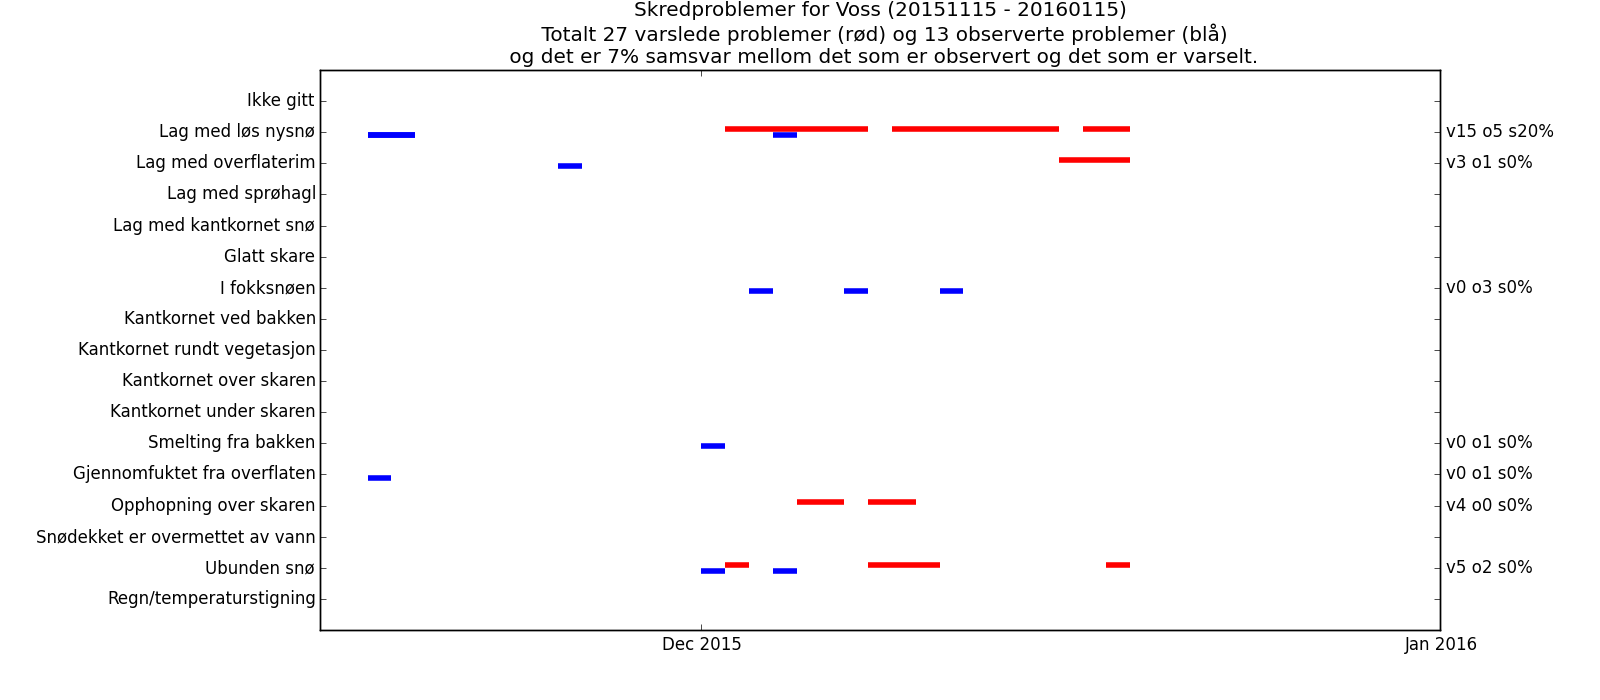 Skredproblemer for Voss (20151115 - 20160115)
Totalt 27 varslede problemer (rød) og 13 observerte problemer (blå)
og det er 7% samsvar mellom det som er observert og det som er varselt.
Ikke gitt
Lag med løs nysnø v15 o5 s20%
Lag med overflaterim v3 o1 s0%
Lag med sprøhagl
Lag med kantkornet snø
Glatt skare
I fokksnøen v0 o3 s0%
Kantkornet ved bakken
Kantkornet rundt vegetasjon
Kantkornet over skaren
Kantkornet under skaren
Smelting fra bakken v0 o1 s0%
Gjennomfuktet fra overflaten v0 o1 s0%
Opphopning over skaren v4 o0 s0%
Snødekket er overmettet av vann
Ubunden snø v5 o2 s0%
Regn/temperaturstigning
Dec 2015 Jan 2016